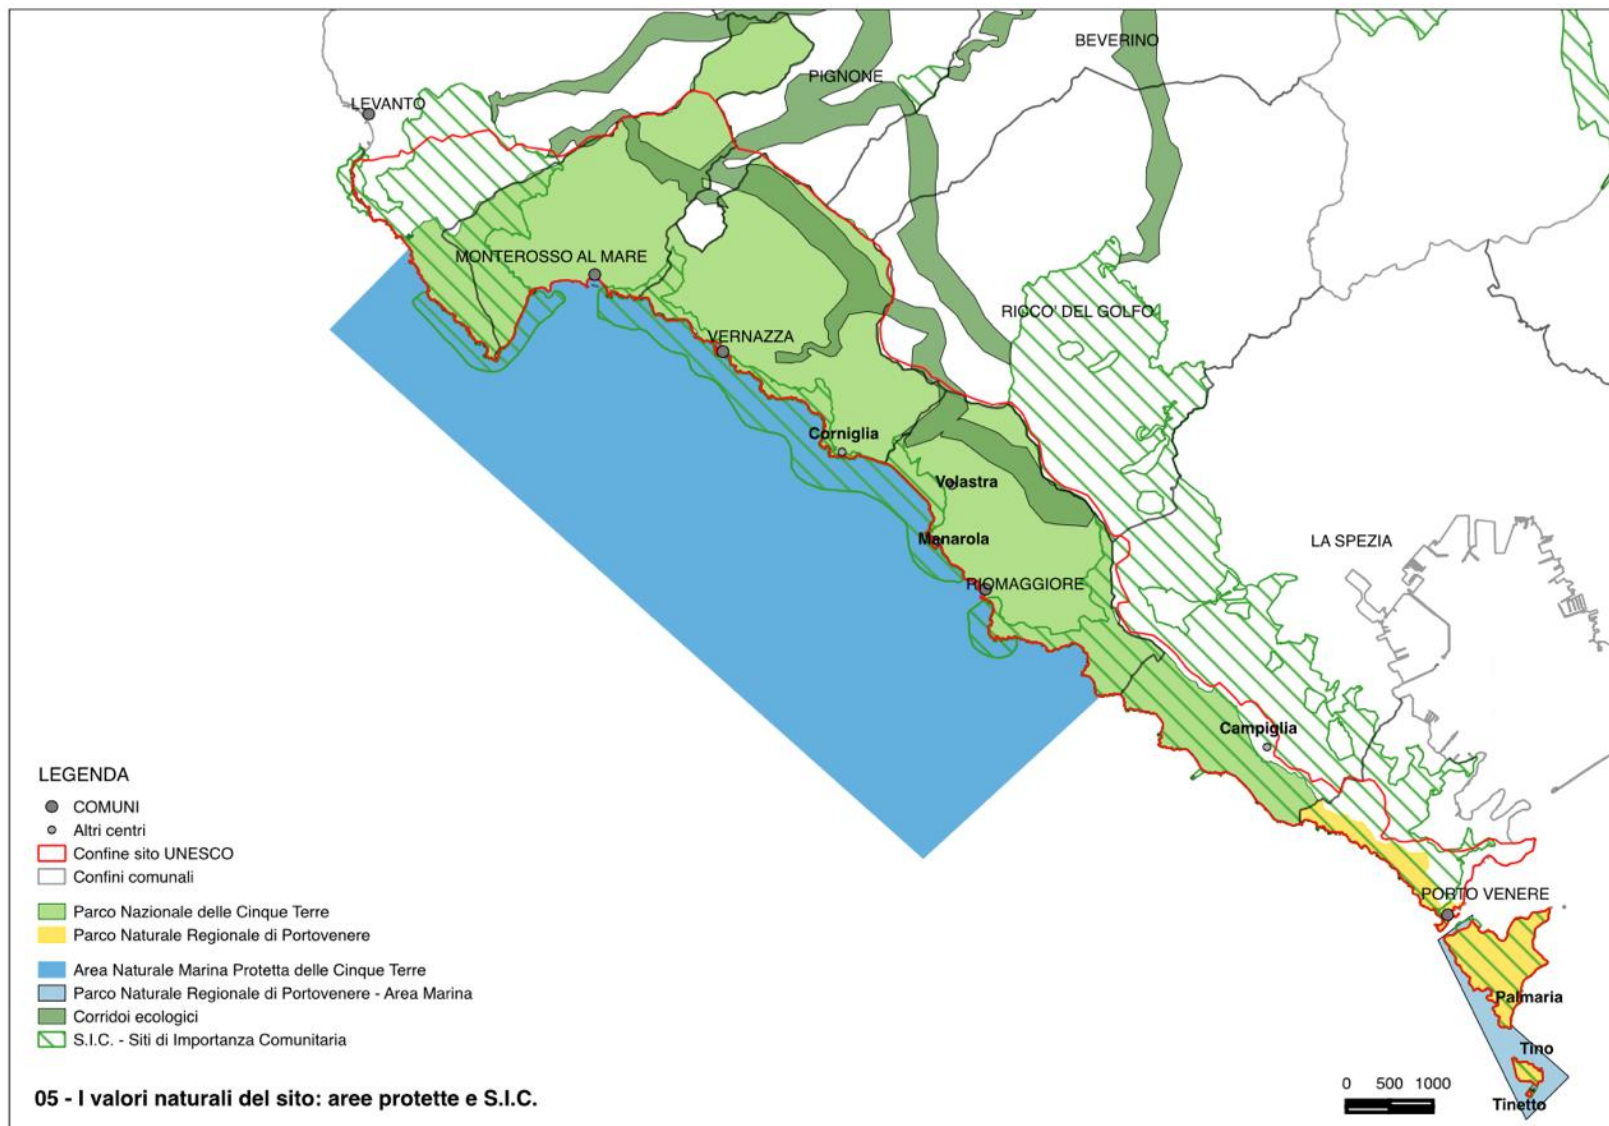 BEVERINO
PIGNONE
LEVANTO
MONTEROSSO AL MARE
RICCO' DEL GOLFO
VERNAZZA
Corniglia
Volastra
Manarola
LA SPEZIA
RIOMAGGIORE
Campiglia
PORTO VENERE
Palmaria
Tino
Tinetto
LEGENDA
COMUNI
Altri centri
Confine sito UNESCO
Confini comunali
Parco Nazionale delle Cinque Terre
Parco Naturale Regionale di Portovenere
Area Naturale Marina Protetta delle Cinque Terre
Parco Naturale Regionale di Portovenere - Area Marina
Corridoi ecologici
S.I.C. - Siti di Importanza Comunitaria
05 - I valori naturali del sito: aree protette e S.I.C.
0 500 1000